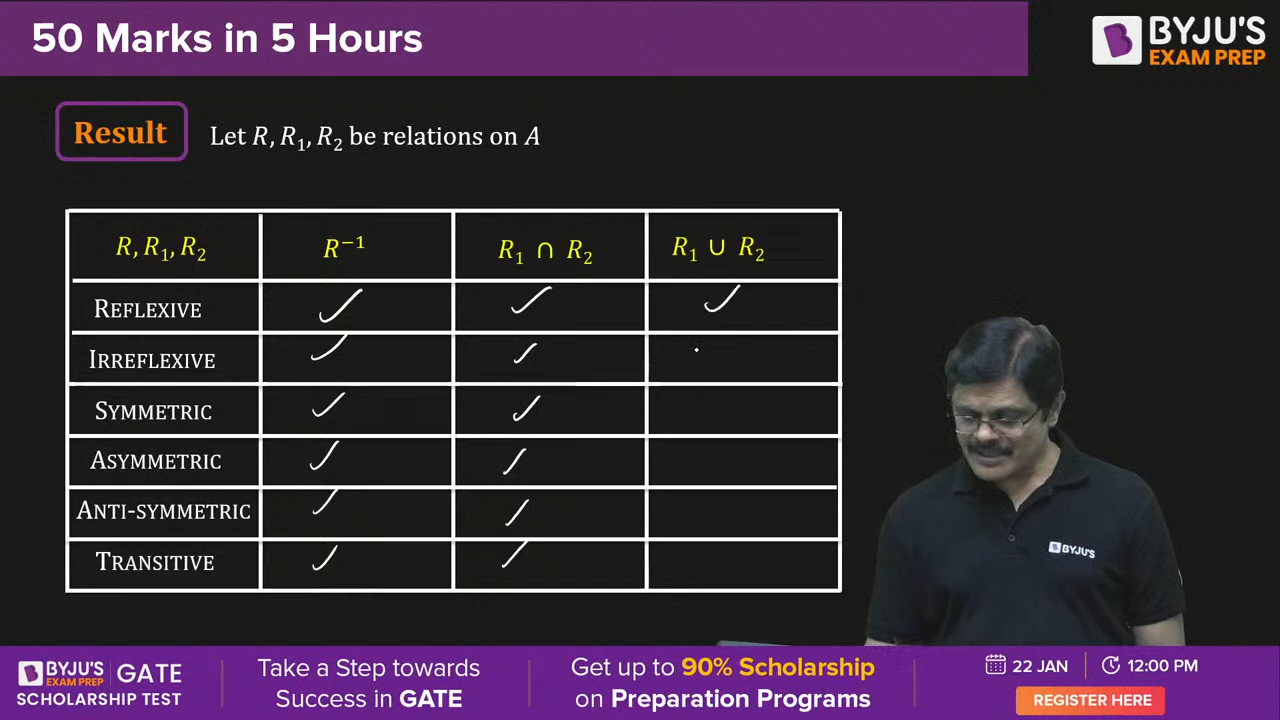 50 Marks in 5 Hours
BYJU'S
EXAM PREP
Result
Let R, R₁, R₂ be relations on A
R, R₁, R₂
R⁻¹
R₁ ∩ R₂
R₁ ∪ R₂
REFLEXIVE ✓ ✓ ✓
IRREFLEXIVE ✓ ✓
SYMMETRIC ✓ ✓
ASYMMETRIC ✓ ✓
ANTI-SYMMETRIC ✓ ✓
TRANSITIVE ✓ ✓
BYJU'S
BYJU'S
EXAM PREP
GATE
SCHOLARSHIP TEST
Take a Step towards
Success in GATE
Get up to 90% Scholarship
on Preparation Programs
22 JAN
12:00 PM
REGISTER HERE